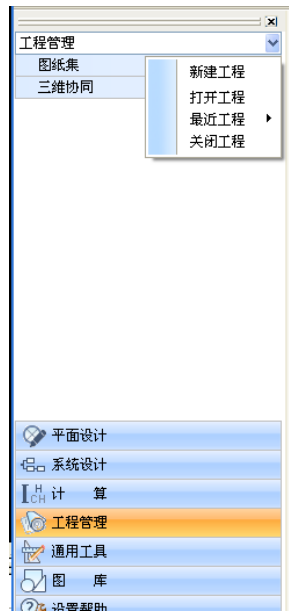 工程管理
图纸集
三维协同
新建工程
打开工程
最近工程
关闭工程
平面设计
系统设计
计 算
工程管理
通用工具
图 库
设置帮助